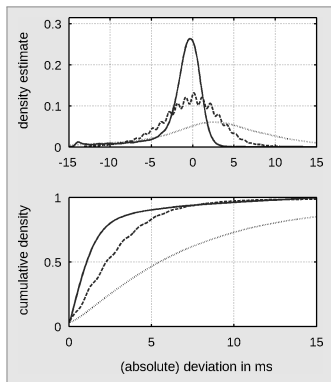 density estimate
0.3
0.2
0.1
0
-15 -10 -5 0 5 10 15
cumulative density
1
0.5
0
0 5 10 15
(absolute) deviation in ms